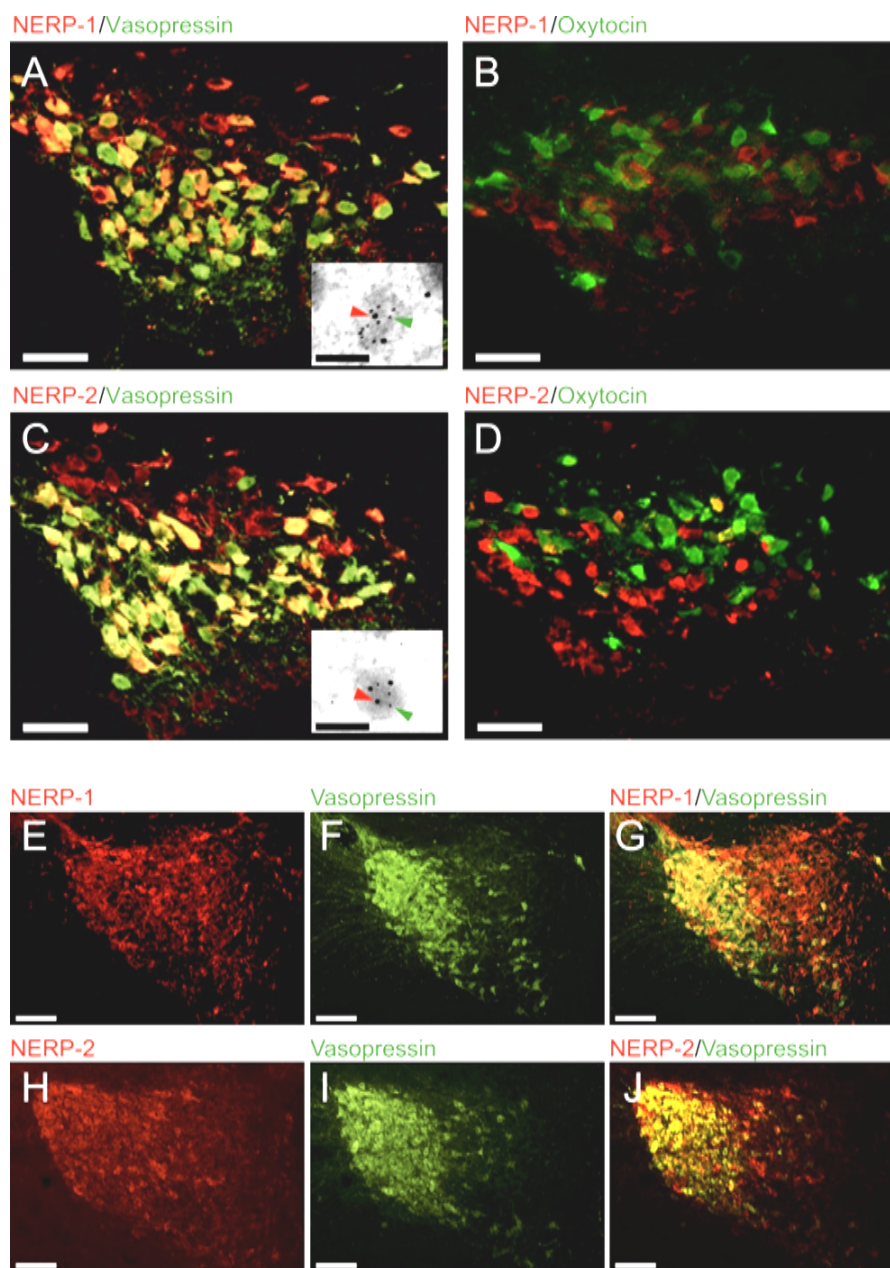 NERP-1/Vasopressin
NERP-1/Oxytocin
A
B
NERP-2/Vasopressin
NERP-2/Oxytocin
C
D
NERP-1
Vasopressin
NERP-1/Vasopressin
E
F
G
NERP-2
Vasopressin
NERP-2/Vasopressin
H
I
J